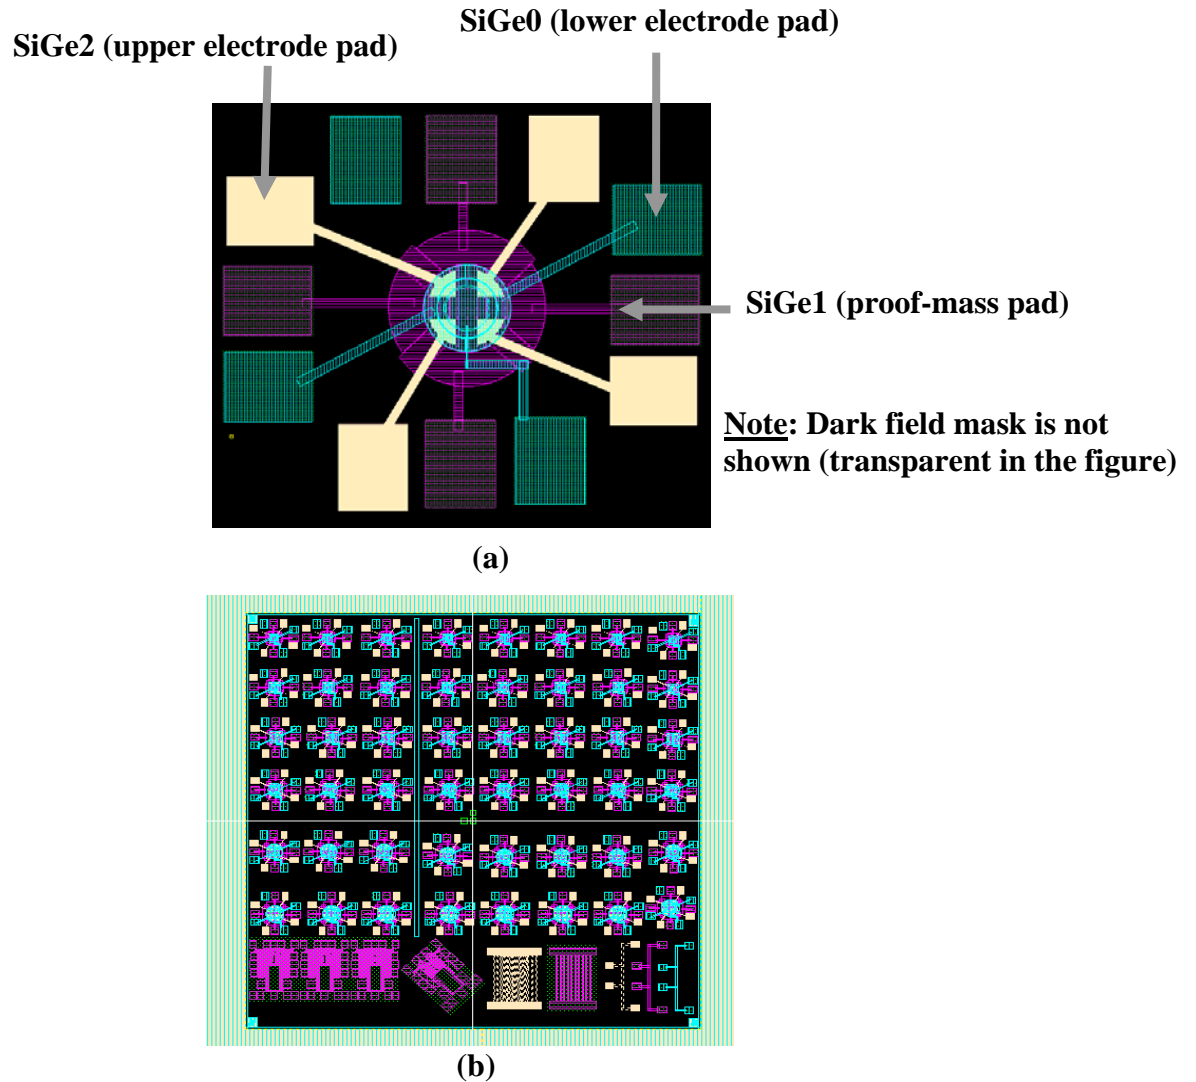 SiGe0 (lower electrode pad)
SiGe2 (upper electrode pad)
SiGe1 (proof-mass pad)
Note: Dark field mask is not
shown (transparent in the figure)
(a)
(b)